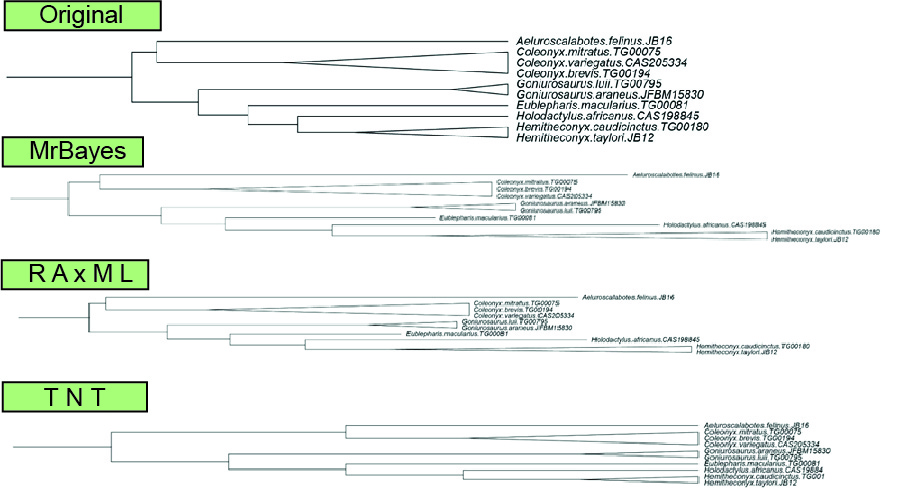 Original
Aeluroscalabotes.felinus.JB16
Coleonyx.mitratus.TG00075
Coleonyx.variegatus.CAS205334
Coleonyx.brevis.TG00194
Goniurosaurus.luii.TG00795
Goniurosaurus.araneus.JFBM15830
Eublepharis.macularius.TG00081
Holodactylus.africanus.CAS198845
Hemitheconyx.caudicinctus.TG00180
Hemitheconyx.taylori.JB12
MrBayes
Aeluroscalabotes.felinus.JB16
Coleonyx.mitratus.TG00075
Coleonyx.brevis.TG00194
Coleonyx.variegatus.CAS205334
Goniurosaurus.araneus.JFBM15830
Goniurosaurus.luii.TG00795
Eublepharis.macularius.TG00081
Holodactylus.africanus.CAS198845
Hemitheconyx.caudicinctus.TG00180
Hemitheconyx.taylori.JB12
R A x M L
Aeluroscalabotes.felinus.JB16
Coleonyx.mitratus.TG00075
Coleonyx.brevis.TG00194
Coleonyx.variegatus.CAS205334
Goniurosaurus.luii.TG00795
Goniurosaurus.araneus.JFBM15830
Eublepharis.macularius.TG00081
Holodactylus.africanus.CAS198845
Hemitheconyx.caudicinctus.TG00180
Hemitheconyx.taylori.JB12
T N T
Aeluroscalabotes.felinus.JB16
Coleonyx.mitratus.TG00075
Coleonyx.brevis.TG00194
Coleonyx.variegatus.CAS205334
Goniurosaurus.araneus.JFBM15830
Goniurosaurus.luii.TG00795
Eublepharis.macularius.TG00081
Holodactylus.africanus.CAS19884
Hemitheconyx.caudicinctus.TG001
Hemitheconyx.taylori.JB12